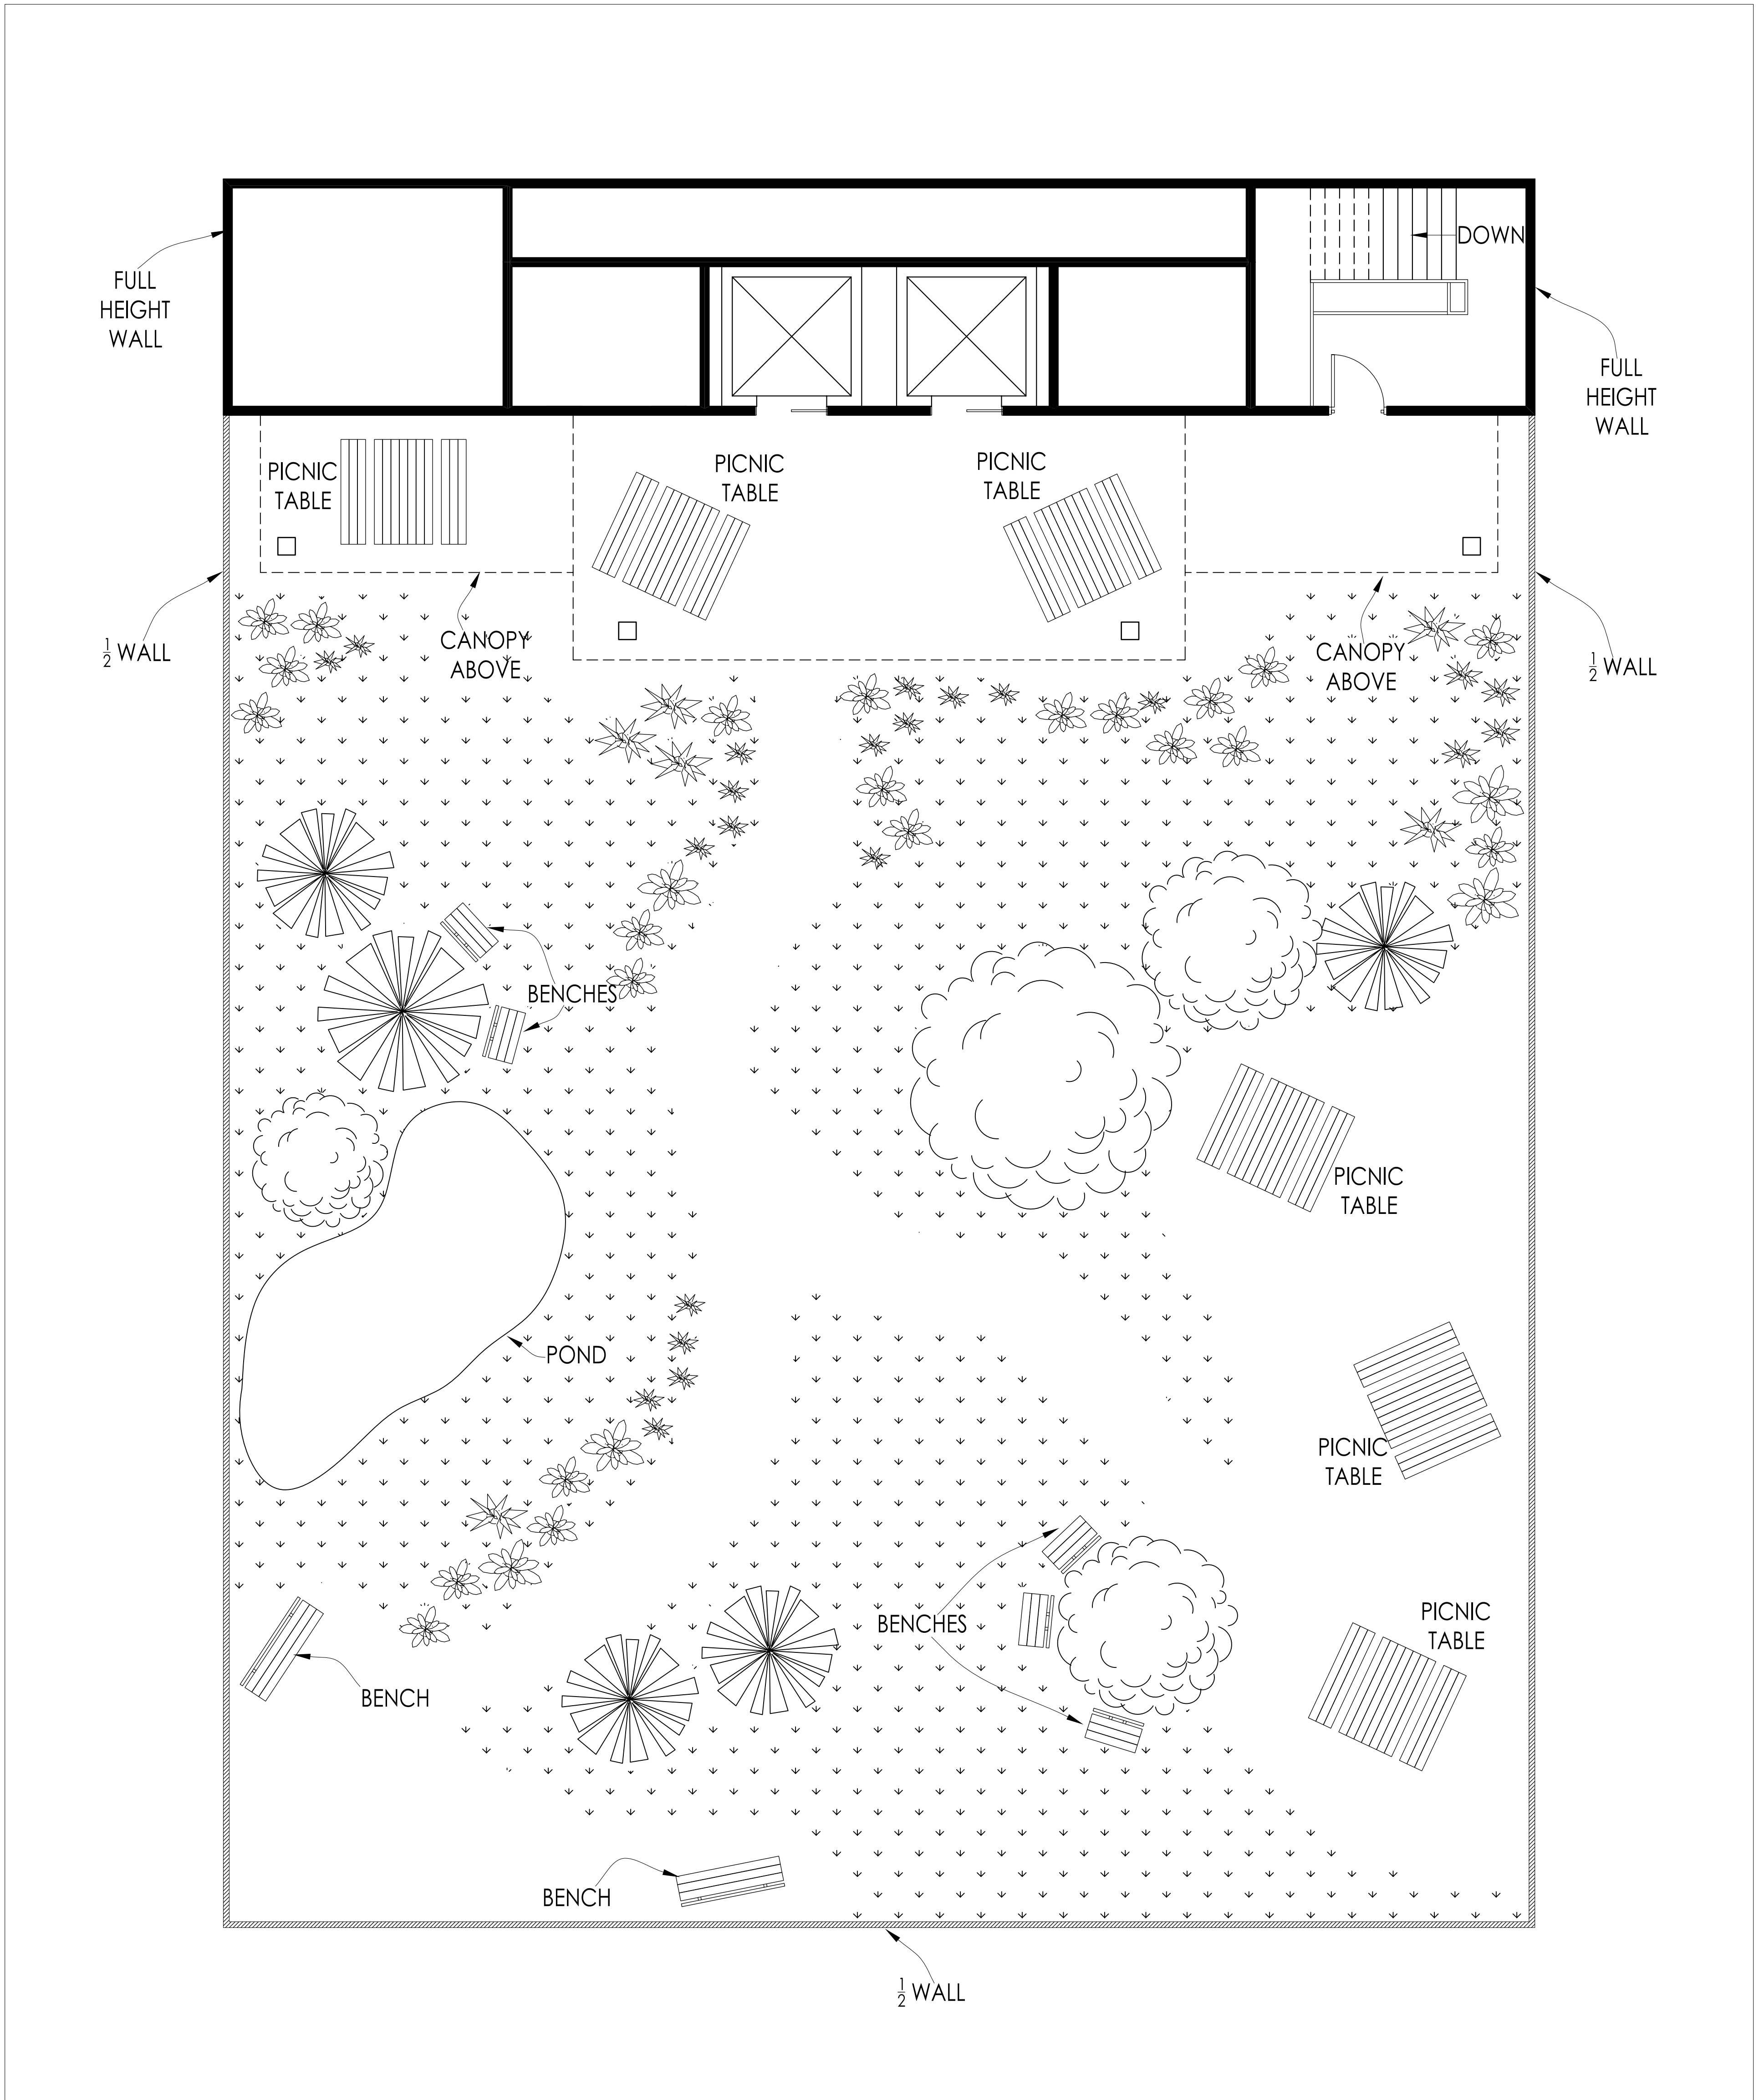 DOWN
FULL
HEIGHT
WALL
FULL
HEIGHT
WALL
PICNIC
TABLE
PICNIC
TABLE
PICNIC
TABLE
1/2 WALL
CANOPY
ABOVE
CANOPY
ABOVE
1/2 WALL
BENCHES
PICNIC
TABLE
POND
PICNIC
TABLE
BENCHES
PICNIC
TABLE
BENCH
BENCH
1/2 WALL